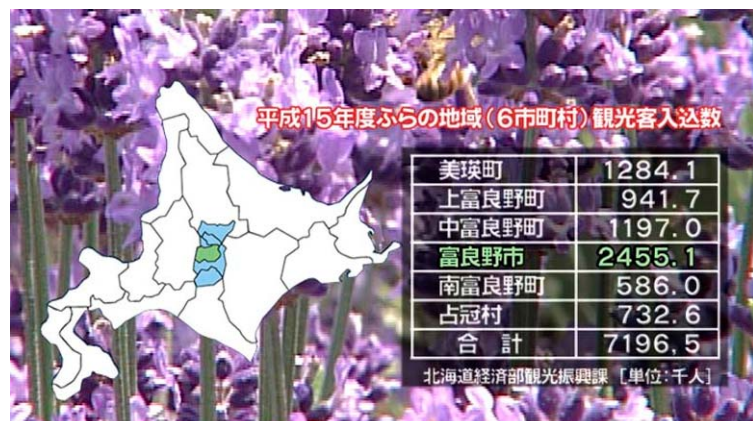 平成15年度ふらの地域(6市町村)観光客入込数
美瑛町 1284.1
上富良野町 941.7
中富良野町 1197.0
富良野市 2455.1
南富良野町 586.0
占冠村 732.6
合 計 7196,5
北海道経済部観光振興課 [単位:千人]